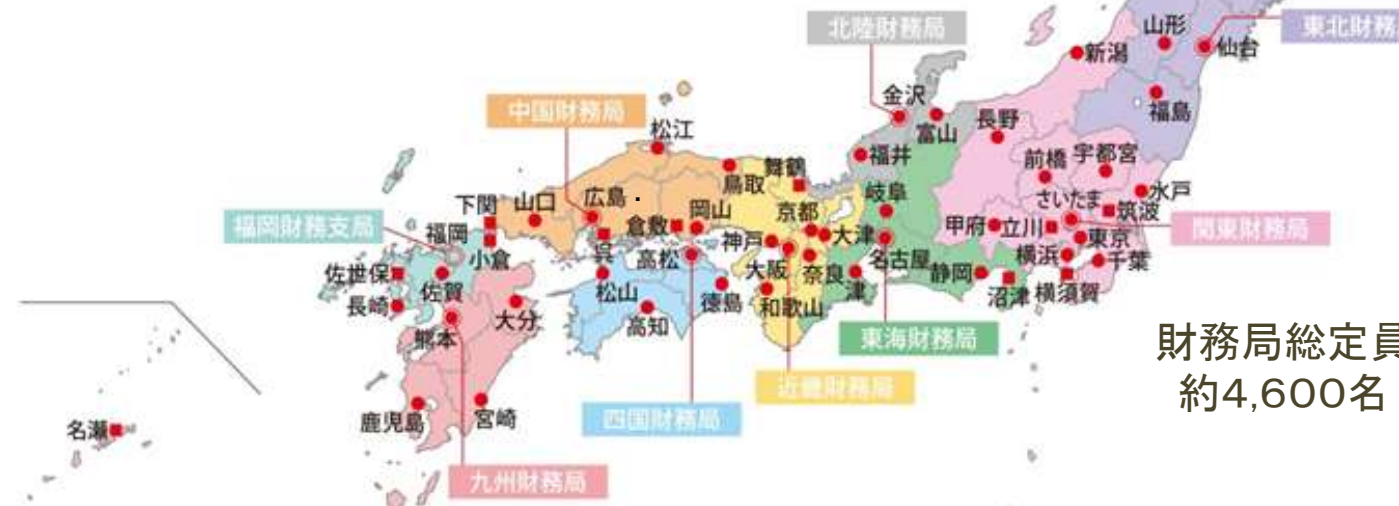 北陸財務局
山形
東北財務
仙台
新潟
中国財務局
金沢
富山
長野
福島
松江
福井
前橋
宇都宮
鳥取
舞鶴
岐阜
さいたま
水戸
筑波
下関
山口
広島
倉敷
岡山
京都
福岡財務支局
福岡
神戸
大津
甲府
立川
東京
関東財務局
小倉
呉
高松
大阪
奈良
名古屋
静岡
横浜
千葉
佐世保
佐賀
松山
徳島
和歌山
津
沼津
横須賀
長崎
大分
高知
熊本
東海財務局
財務局総定員
約4,600名
近畿財務局
鹿児島
宮崎
四国財務局
名瀬
九州財務局